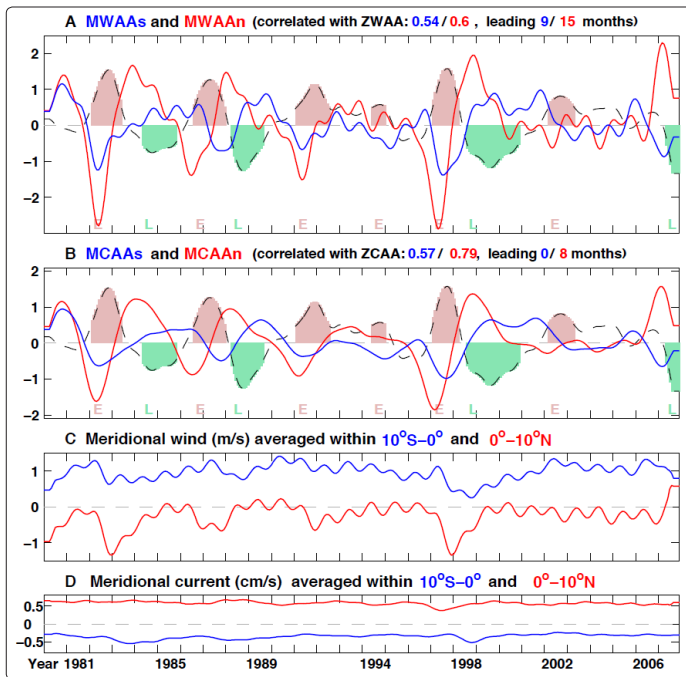 A MWAAs and MWAAn (correlated with ZWAA: 0.54/ 0.6 , leading 9/ 15 months)
2
1
0
−1
−2
E L E L E E E L E L
B MCAAs and MCAAn (correlated with ZCAA: 0.57/ 0.79, leading 0/ 8 months)
2
1
0
−1
−2
E L E L E E E L E L
C Meridional wind (m/s) averaged within 10°S–0° and 0°–10°N
1
0
−1
D Meridional current (cm/s) averaged within 10°S–0° and 0°–10°N
0.5
0
−0.5
Year 1981 1985 1989 1994 1998 2002 2006